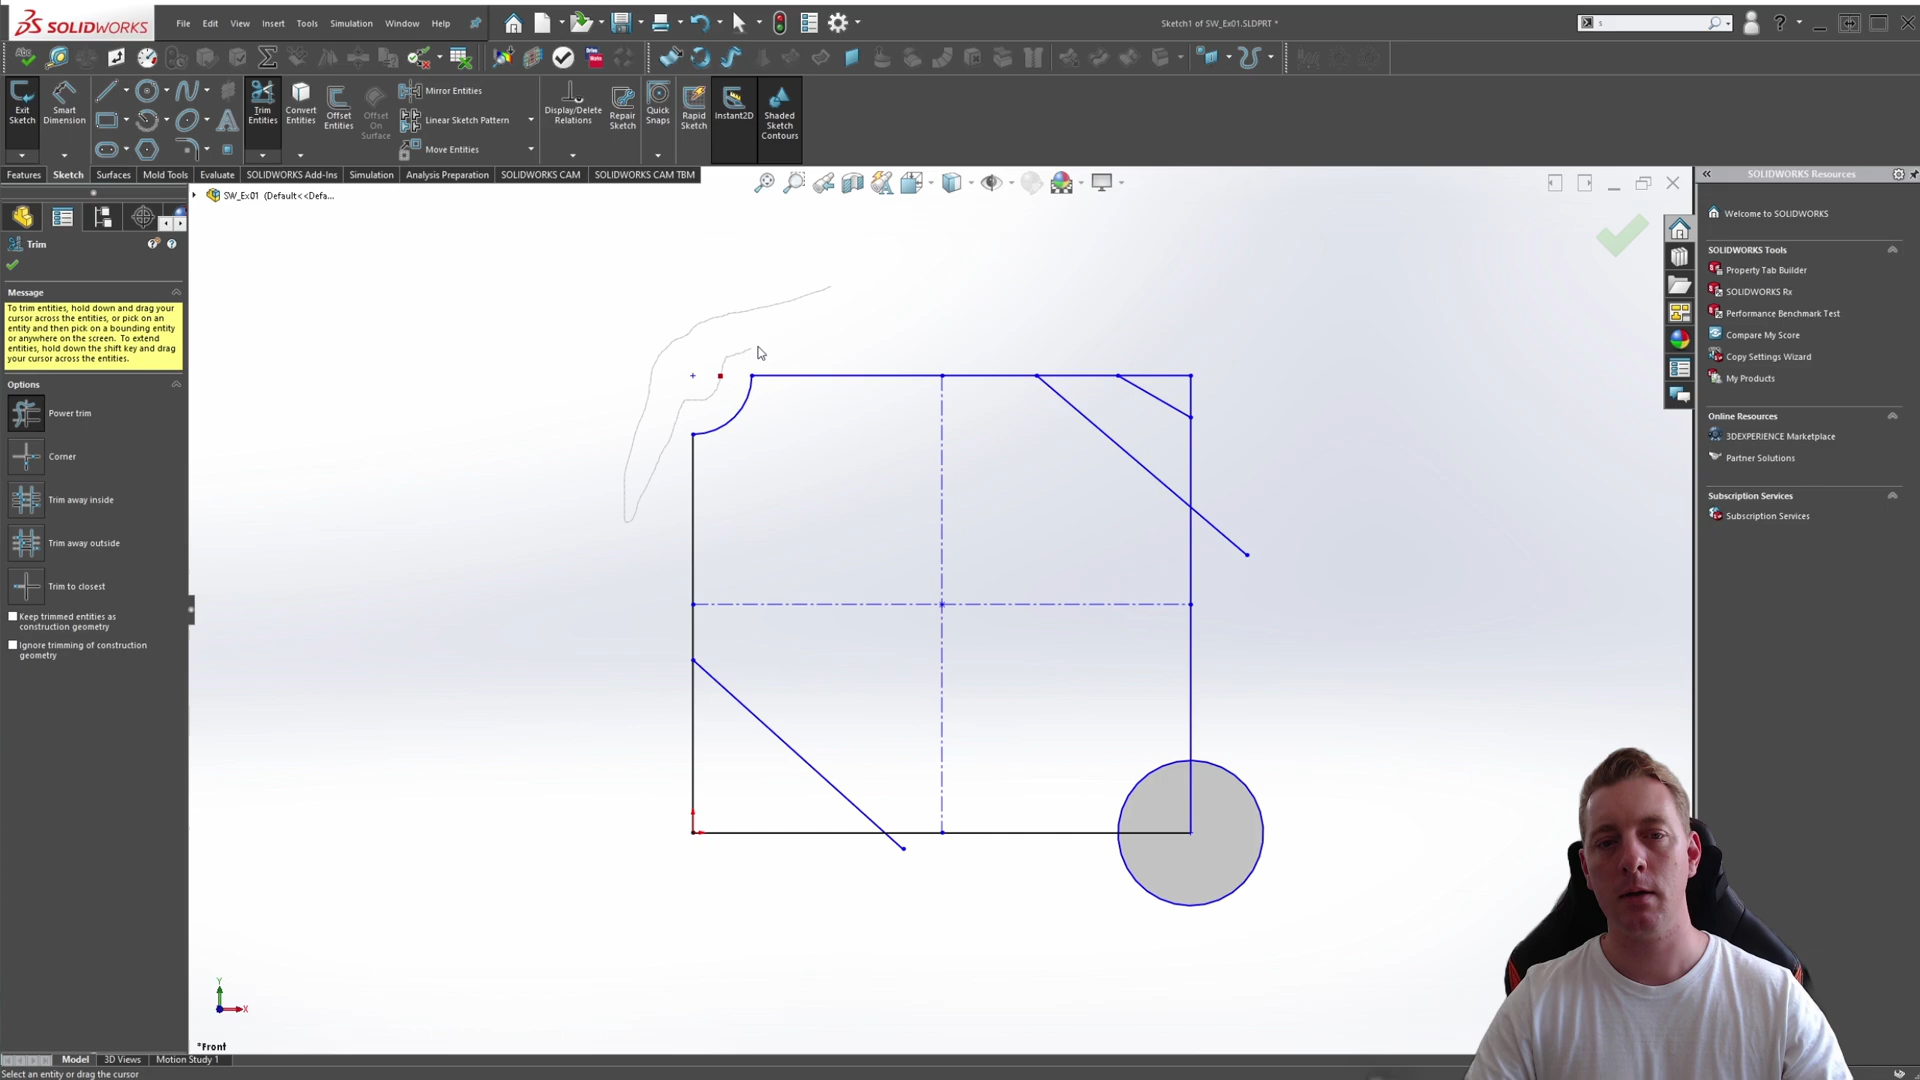 SOLIDWORKS
File Edit View Insert Tools Simulation Window Help
Sketch1 of SW_Ex01.SLDPRT *
s
Exit Sketch
Smart Dimension
Trim Entities
Convert Entities
Offset Entities
Offset On Surface
Mirror Entities
Linear Sketch Pattern
Move Entities
Display/Delete Relations
Repair Sketch
Quick Snaps
Rapid Sketch
Instant2D
Shaded Sketch Contours
Features Sketch Surfaces Mold Tools Evaluate SOLIDWORKS Add-Ins Simulation Analysis Preparation SOLIDWORKS CAM SOLIDWORKS CAM TBM
SW_Ex01 (Default<<Defa...
Trim
Message
To trim entities, hold down and drag your
cursor across the entities, or pick on an
entity and then pick on a bounding entity
or anywhere on the screen. To extend
entities, hold down the shift key and drag
your cursor across the entities.
Options
Power trim
Corner
Trim away inside
Trim away outside
Trim to closest
Keep trimmed entities as
construction geometry
Ignore trimming of construction
geometry
Y
X
*Front
Model 3D Views Motion Study 1
Select an entity or drag the cursor
SOLIDWORKS Resources
Welcome to SOLIDWORKS
SOLIDWORKS Tools
Property Tab Builder
SOLIDWORKS Rx
Performance Benchmark Test
Compare My Score
Copy Settings Wizard
My Products
Online Resources
3DEXPERIENCE Marketplace
Partner Solutions
Subscription Services
Subscription Services